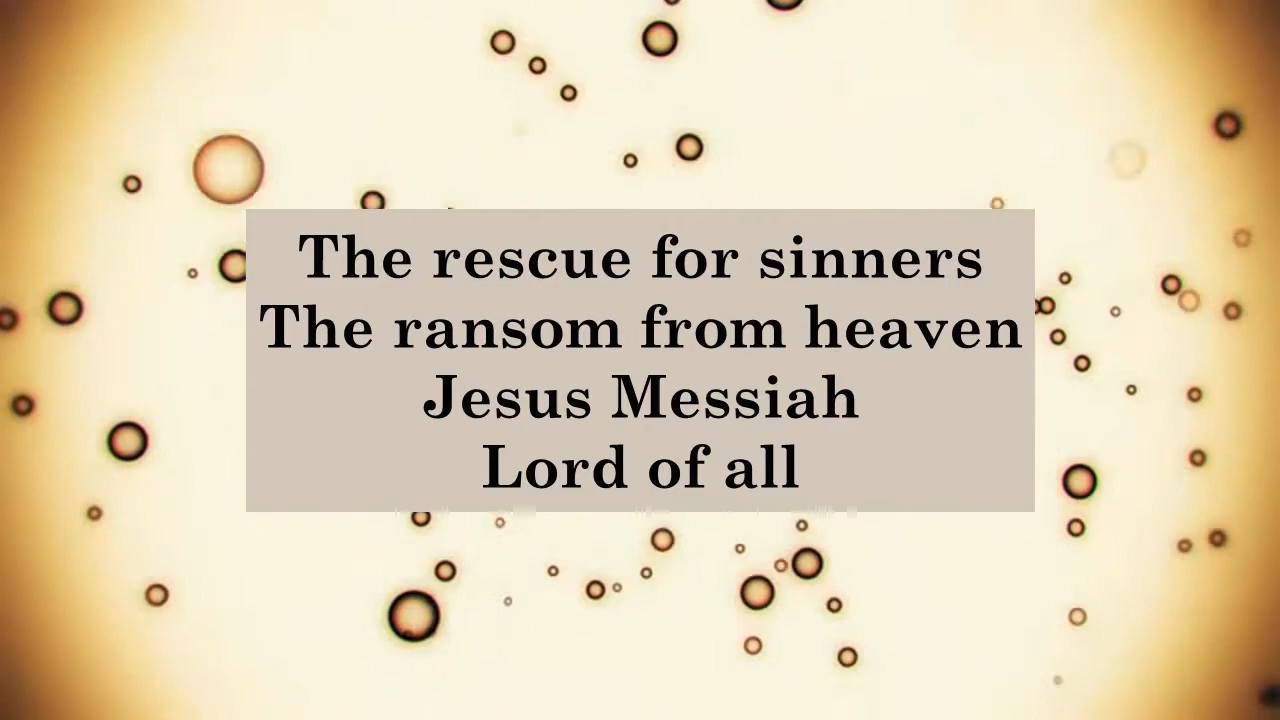 The rescue for sinners
The ransom from heaven
Jesus Messiah
Lord of all